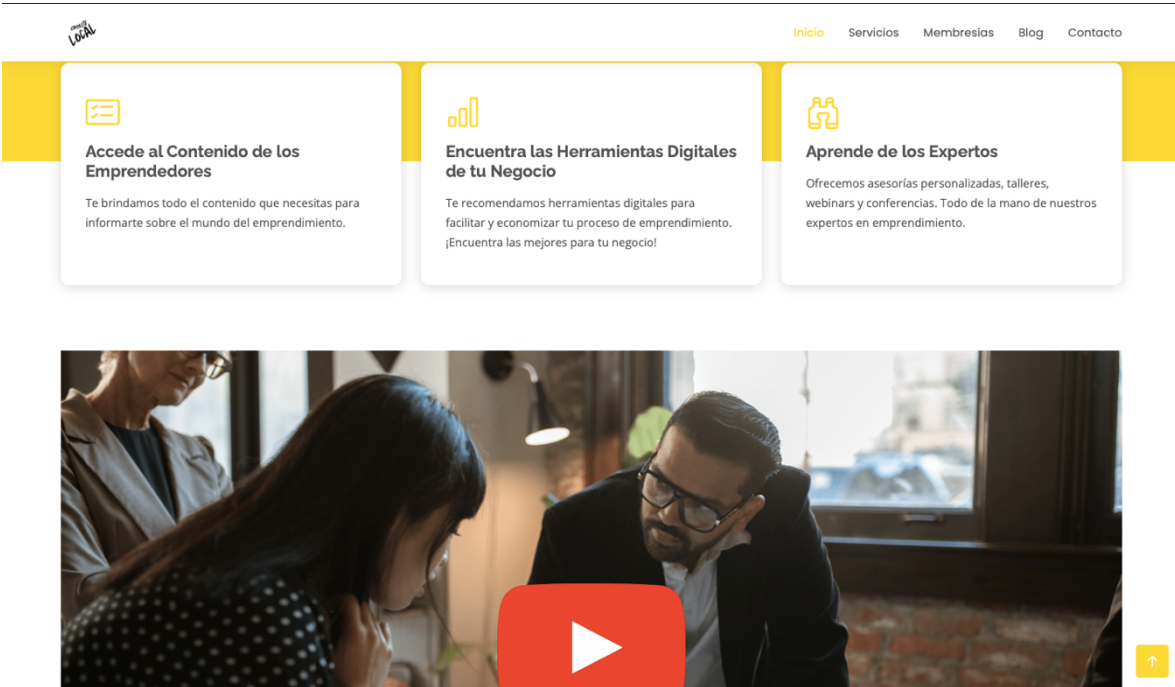 LOCAL
Inicio Servicios Membresías Blog Contacto
Accede al Contenido de los
Emprendedores
Te brindamos todo el contenido que necesitas para
informarte sobre el mundo del emprendimiento.
Encuentra las Herramientas Digitales
de tu Negocio
Te recomendamos herramientas digitales para
facilitar y economizar tu proceso de emprendimiento.
¡Encuentra las mejores para tu negocio!
Aprende de los Expertos
Ofrecemos asesorías personalizadas, talleres,
webinars y conferencias. Todo de la mano de nuestros
expertos en emprendimiento.